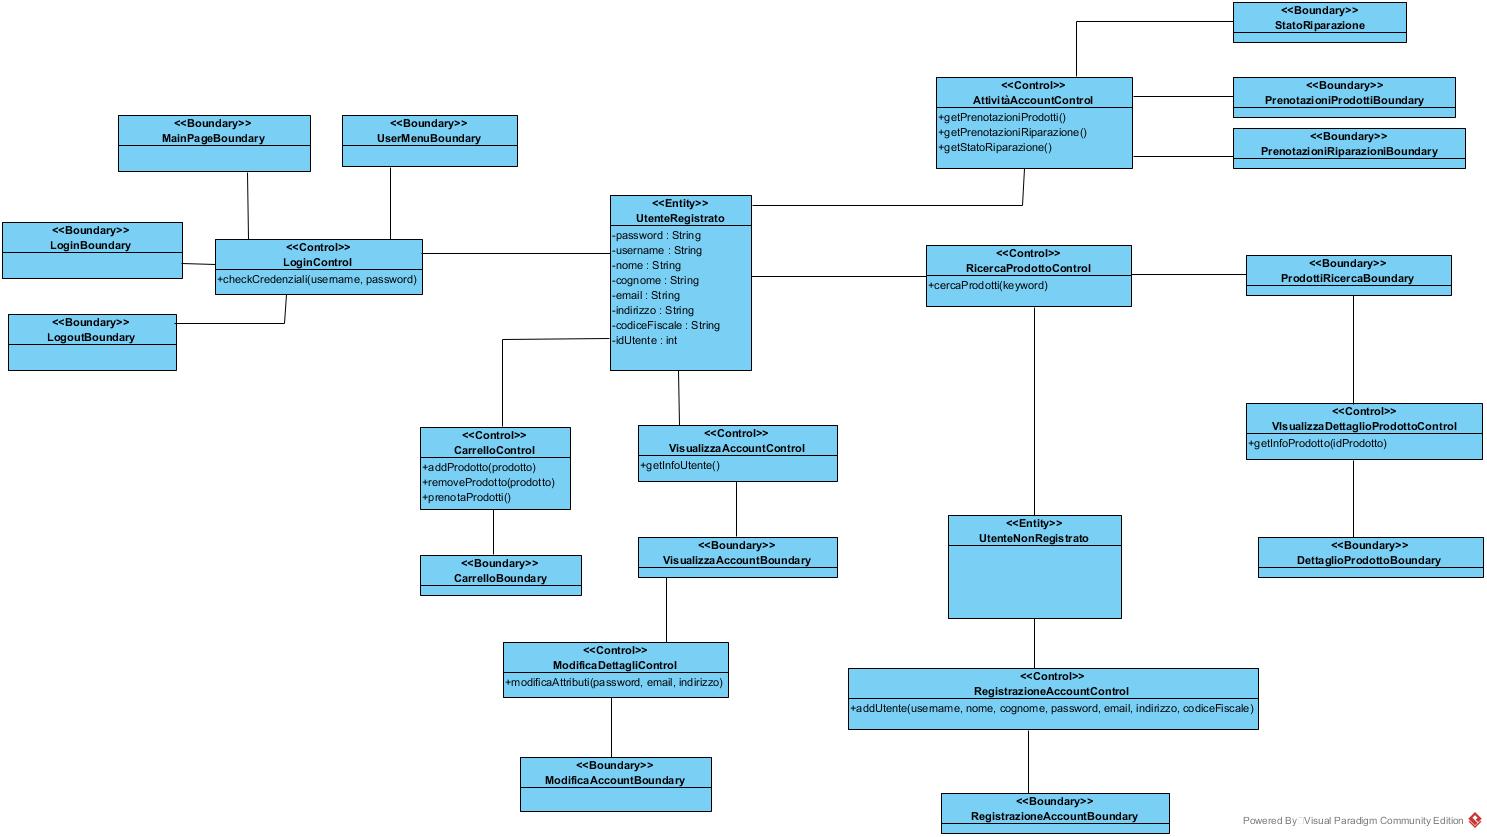 <<Boundary>>
StatoRiparazione
<<Control>>
AttivitàAccountControl
+getPrenotazioniProdotti()
+getPrenotazioniRiparazione()
+getStatoRiparazione()
<<Boundary>>
PrenotazioniProdottiBoundary
<<Boundary>>
PrenotazioniRiparazioniBoundary
<<Boundary>>
MainPageBoundary
<<Boundary>>
UserMenuBoundary
<<Entity>>
UtenteRegistrato
-password : String
-username : String
-nome : String
-cognome : String
-email : String
-indirizzo : String
-codiceFiscale : String
-idUtente : int
<<Boundary>>
LoginBoundary
<<Control>>
LoginControl
+checkCredenziali(username, password)
<<Boundary>>
LogoutBoundary
<<Control>>
RicercaProdottoControl
+cercaProdotti(keyword)
<<Boundary>>
ProdottiRicercaBoundary
<<Control>>
VIsualizzaDettaglioProdottoControl
+getInfoProdotto(idProdotto)
<<Control>>
CarrelloControl
+addProdotto(prodotto)
+removeProdotto(prodotto)
+prenotaProdotti()
<<Control>>
VisualizzaAccountControl
+getInfoUtente()
<<Boundary>>
CarrelloBoundary
<<Boundary>>
VisualizzaAccountBoundary
<<Entity>>
UtenteNonRegistrato
<<Boundary>>
DettaglioProdottoBoundary
<<Control>>
ModificaDettagliControl
+modificaAttributi(password, email, indirizzo)
<<Control>>
RegistrazioneAccountControl
+addUtente(username, nome, cognome, password, email, indirizzo, codiceFiscale)
<<Boundary>>
ModificaAccountBoundary
<<Boundary>>
RegistrazioneAccountBoundary
Powered By Visual Paradigm Community Edition